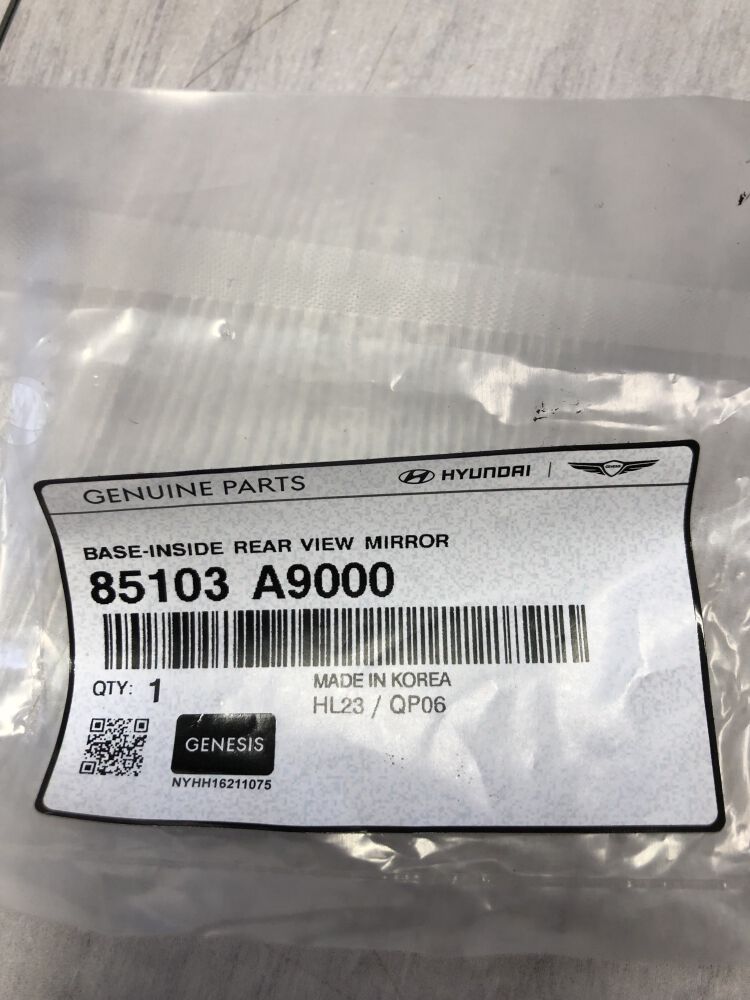 GENUINE PARTS HYUNDAI | GENESIS
BASE-INSIDE REAR VIEW MIRROR
85103 A9000
QTY: 1 MADE IN KOREA
HL23 / QP06
GENESIS
NYHH16211075